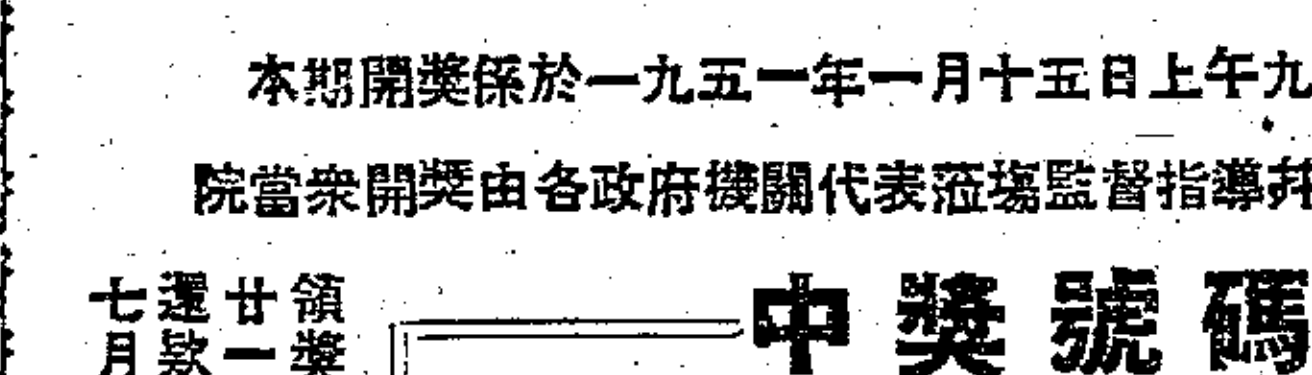 本期開獎係於一九五一年一月十五日上午九
院當衆開獎由各政府機關代表蒞塲監督指導幷
中獎號碼
領獎
廿一
還款
七月